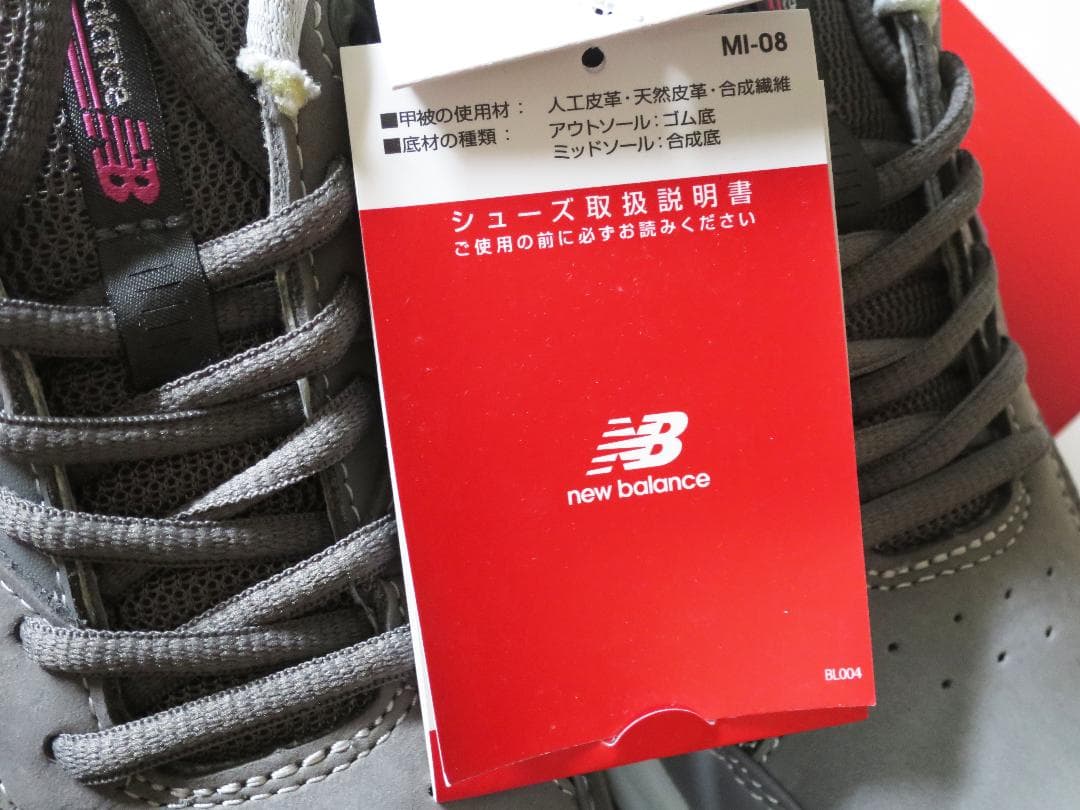 MI-08
■甲被の使用材： 人工皮革・天然皮革・合成繊維
■底材の種類： アウトソール：ゴム底
ミッドソール：合成底
シューズ取扱説明書
ご使用の前に必ずお読みください
NB
new balance
BL004
NB